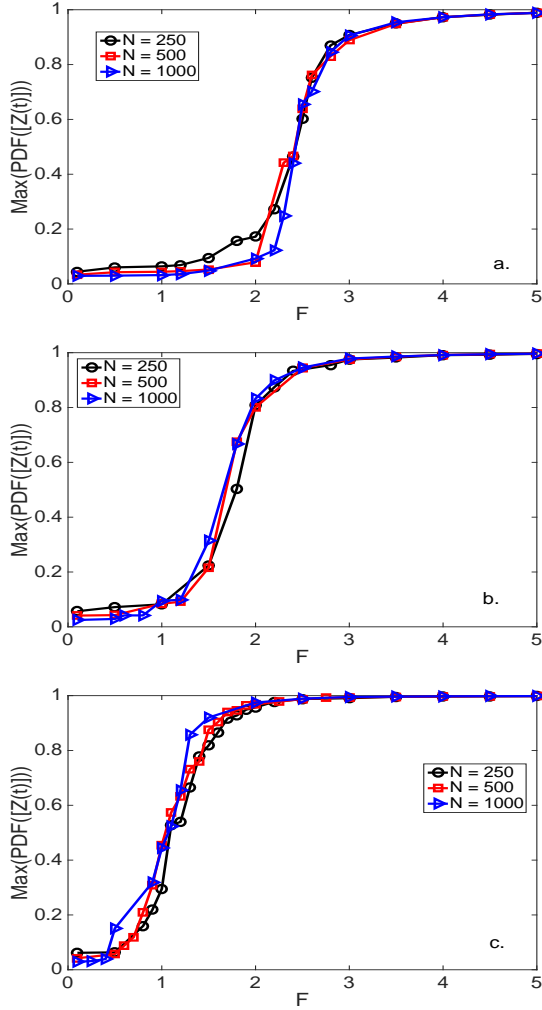 1
0.8
0.6
0.4
0.2
0
Max(PDF([Z(t)]))
N = 250
N = 500
N = 1000
a.
0 1 2 3 4 5
F
1
0.8
0.6
0.4
0.2
0
Max(PDF([Z(t)]))
N = 250
N = 500
N = 1000
b.
0 1 2 3 4 5
F
1
0.8
0.6
0.4
0.2
0
Max(PDF([Z(t)]))
N = 250
N = 500
N = 1000
c.
0 1 2 3 4 5
F